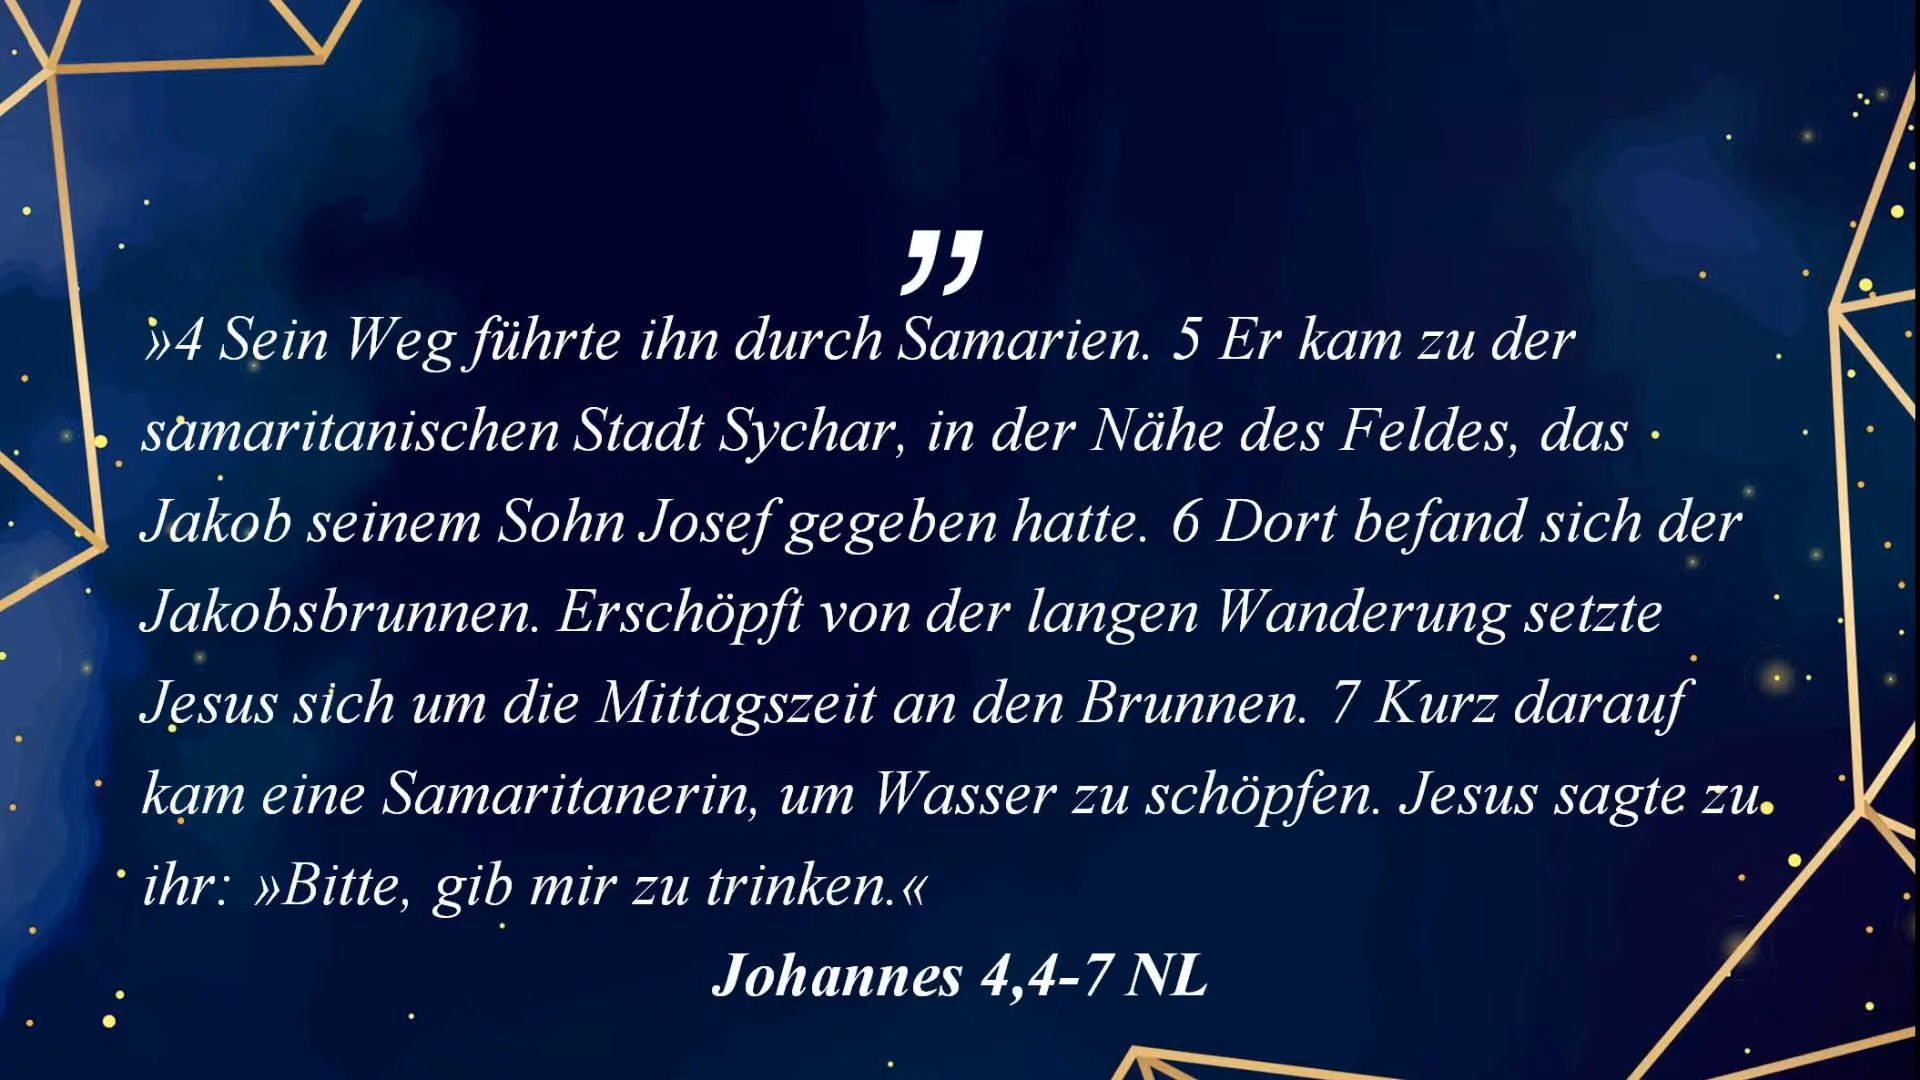 ”
»4 Sein Weg führte ihn durch Samarien. 5 Er kam zu der
samaritanischen Stadt Sychar, in der Nähe des Feldes, das
Jakob seinem Sohn Josef gegeben hatte. 6 Dort befand sich der
Jakobsbrunnen. Erschöpft von der langen Wanderung setzte
Jesus sich um die Mittagszeit an den Brunnen. 7 Kurz darauf
kam eine Samaritanerin, um Wasser zu schöpfen. Jesus sagte zu
ihr: »Bitte, gib mir zu trinken.«
Johannes 4,4-7 NL